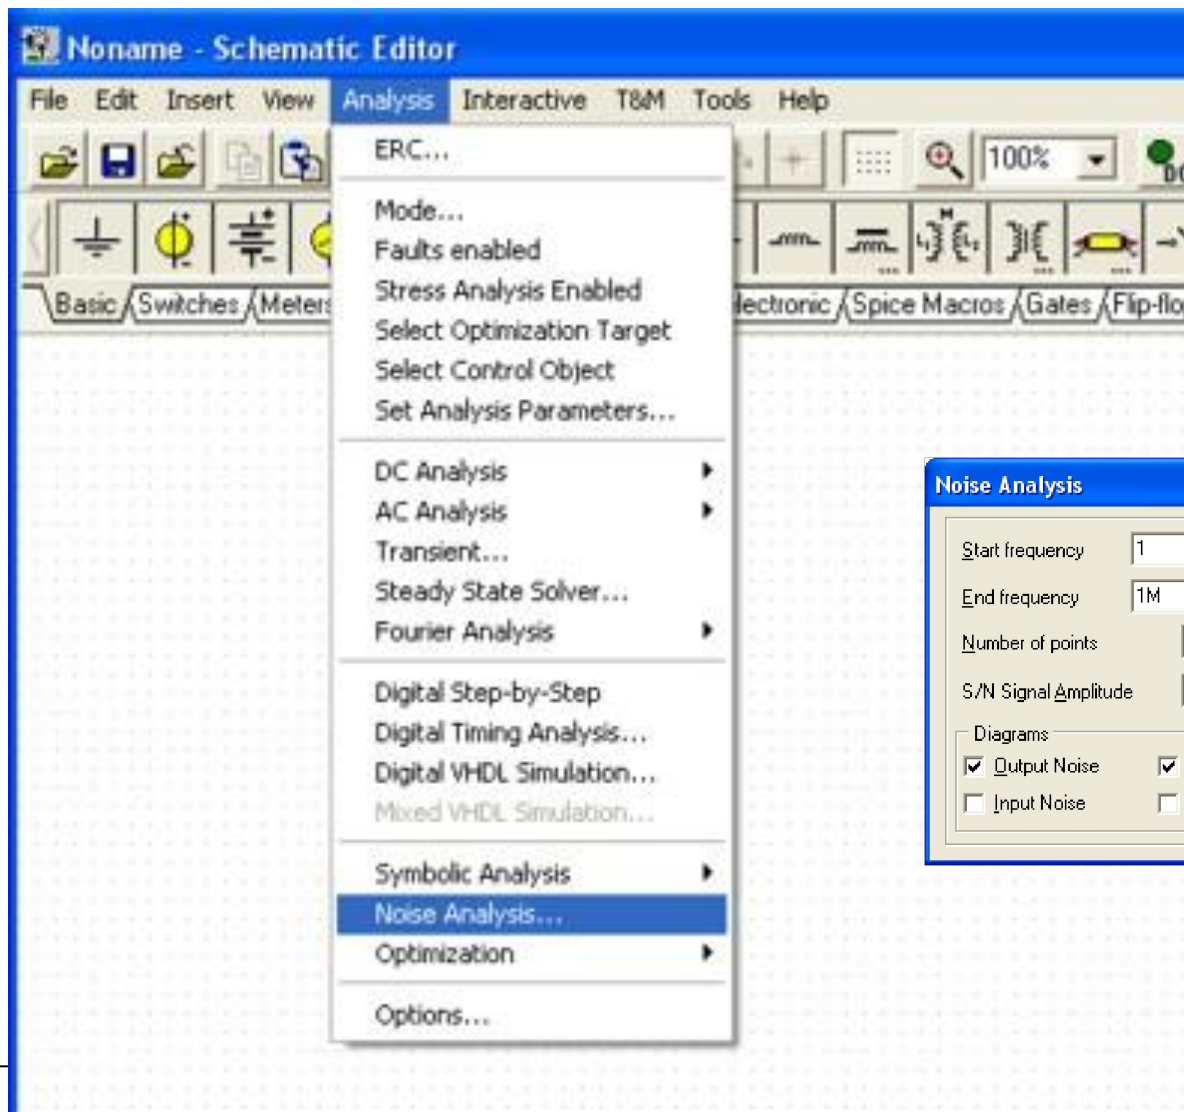 Noname - Schematic Editor
File Edit Insert View Analysis Interactive T&M Tools Help
ERC...
100%
Mode...
Faults enabled
Stress Analysis Enabled
Select Optimization Target
Select Control Object
Set Analysis Parameters...
Basic Switches Meters Spice Macros Gates
DC Analysis
AC Analysis
Transient...
Steady State Solver...
Fourier Analysis
Digital Step-by-Step
Digital Timing Analysis...
Digital VHDL Simulation...
Mixed VHDL Simulation...
Symbolic Analysis
Noise Analysis...
Optimization
Options...
Noise Analysis
Start frequency 1
End frequency 1M
Number of points
S/N Signal Amplitude
Diagrams
Output Noise
Input Noise